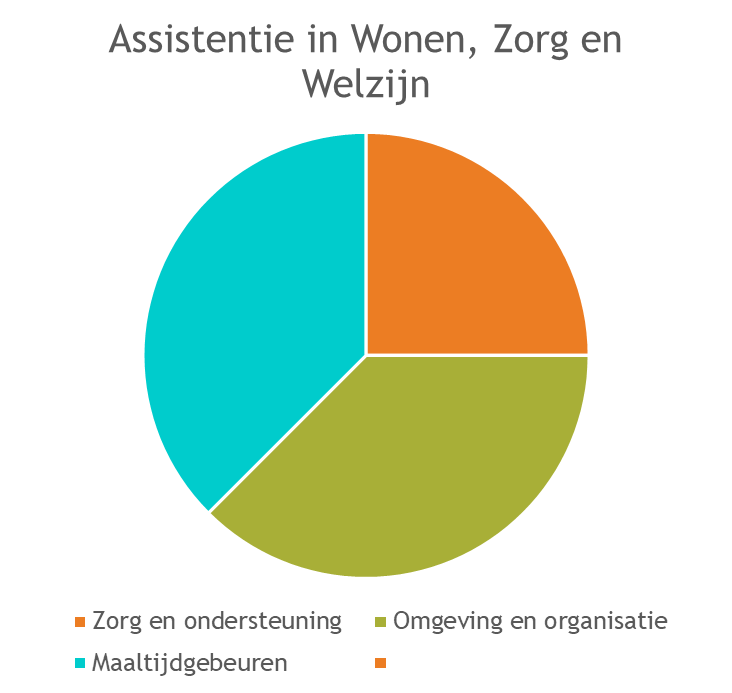 Assistentie in Wonen, Zorg en
Welzijn
Zorg en ondersteuning
Omgeving en organisatie
Maaltijdgebeuren